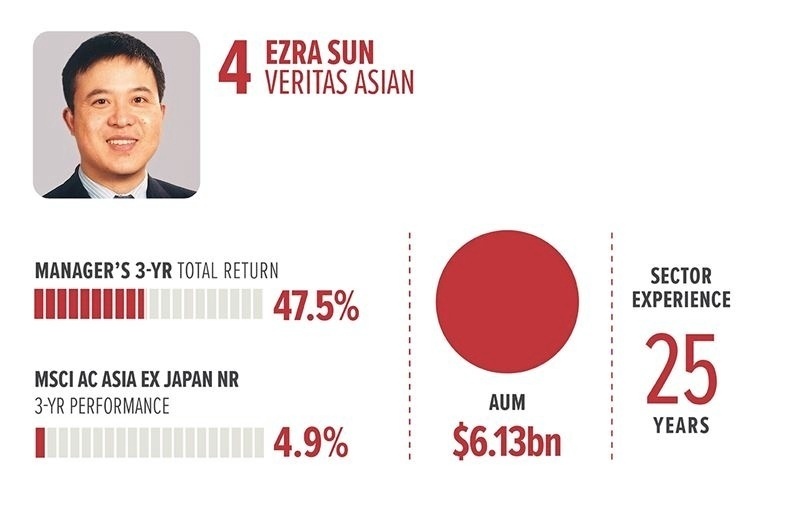 4 EZRA SUN
VERITAS ASIAN
MANAGER'S 3-YR TOTAL RETURN
47.5%
MSCI AC ASIA EX JAPAN NR
3-YR PERFORMANCE
4.9%
AUM
$6.13bn
SECTOR
EXPERIENCE
25
YEARS